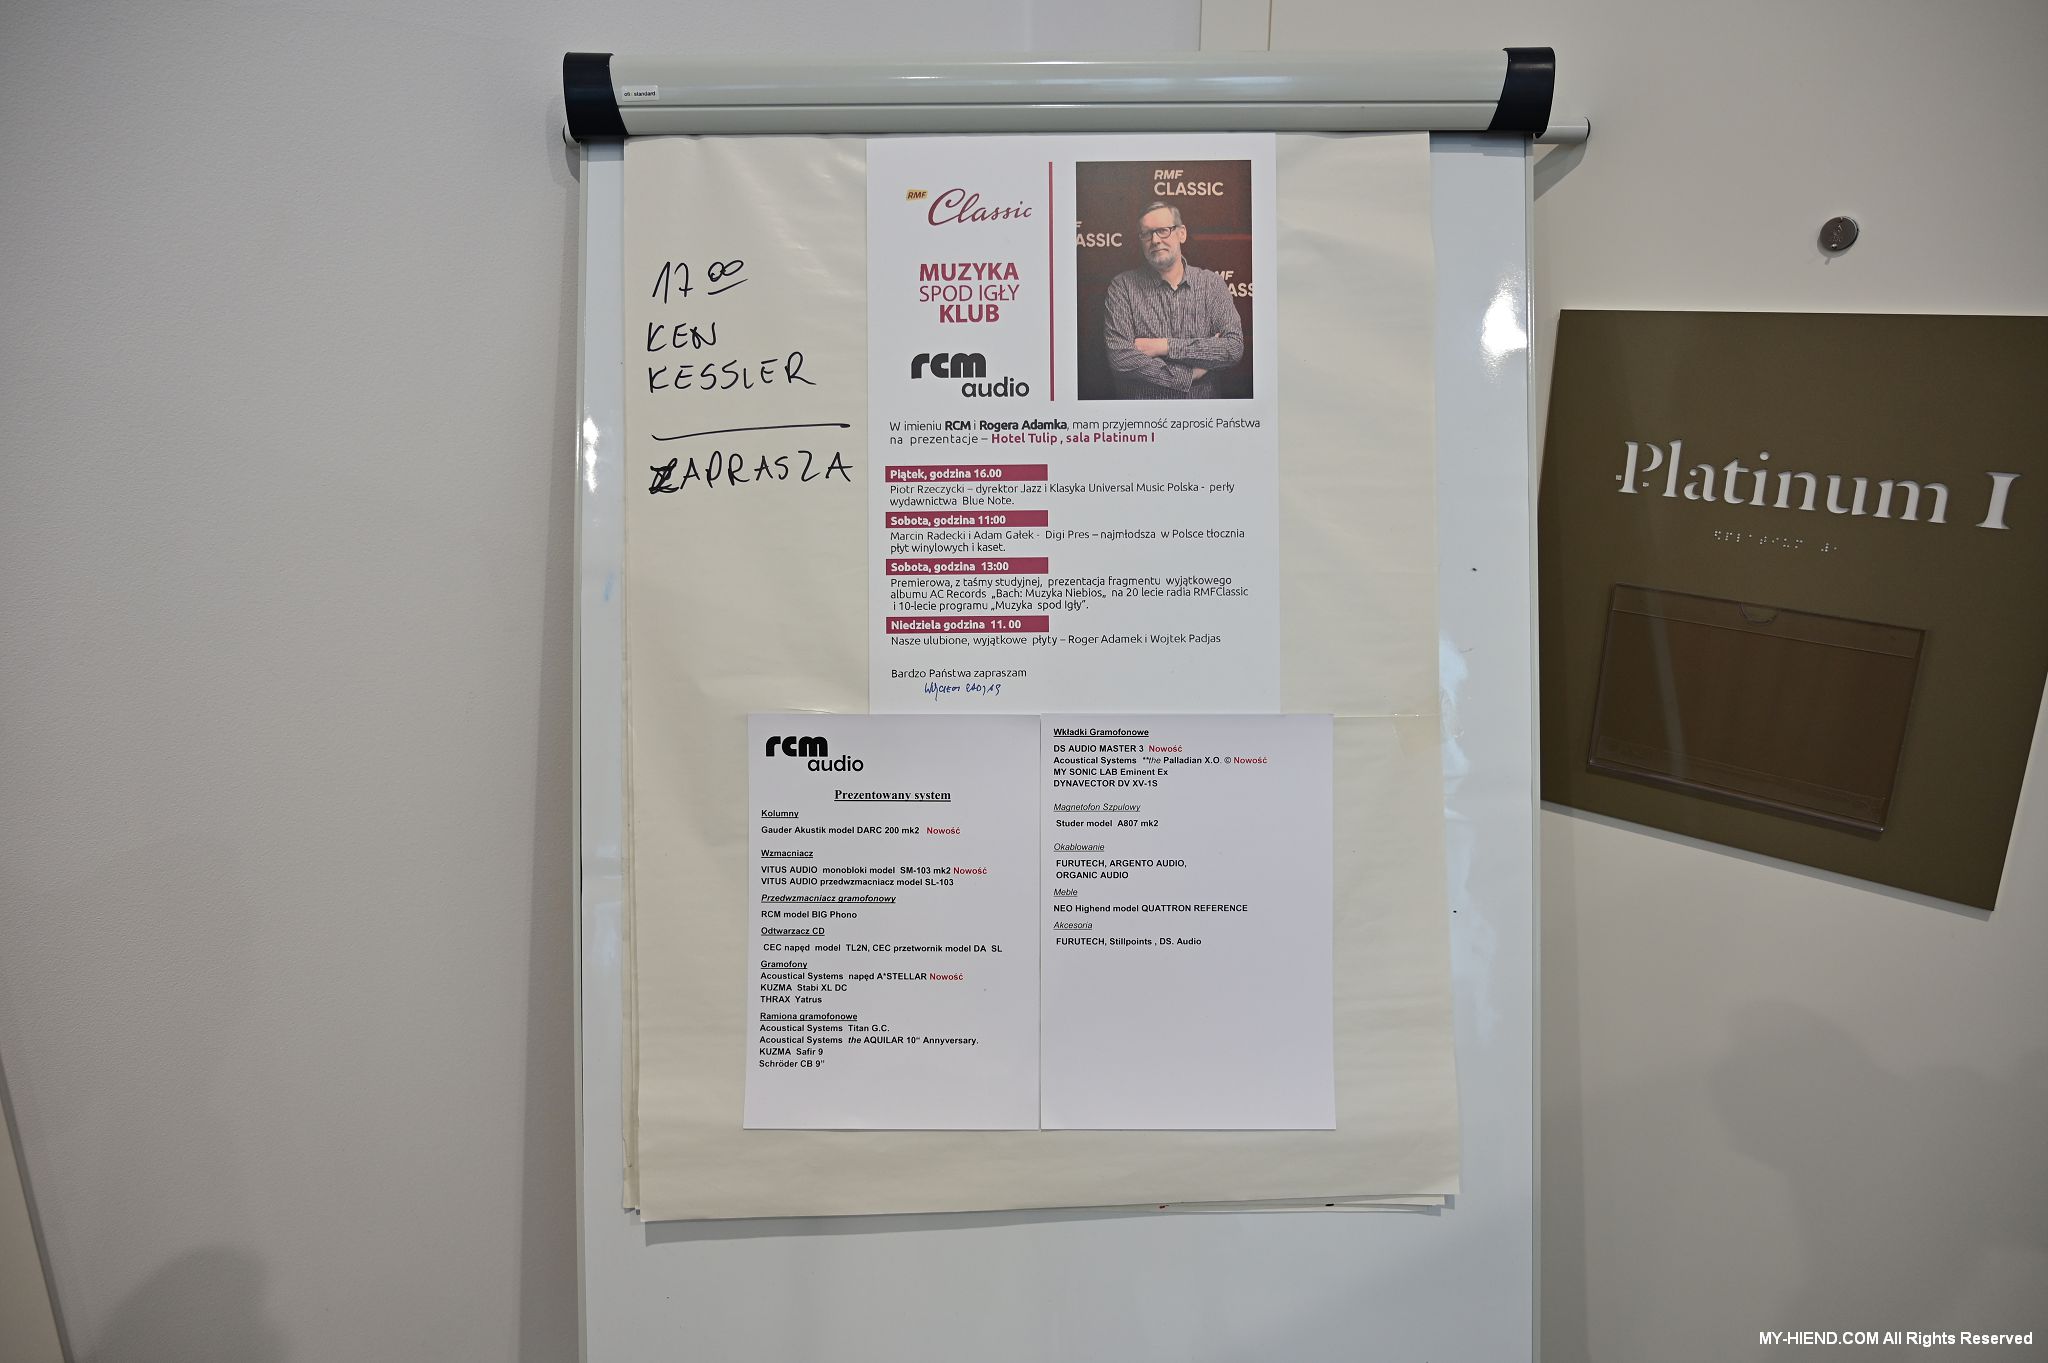 oti: standard
17 00
KEN
KESSLER
ZAPRASZA
RMF Classic
MUZYKA
SPOD IGŁY
KLUB
rcm
audio
RMF
CLASSIC
F
ASSIC
MF
ASS
W imieniu RCM i Rogera Adamka, mam przyjemność zaprosić Państwa
na prezentacje – Hotel Tulip , sala Platinum I
Piątek, godzina 16.00
Piotr Rzeczycki – dyrektor Jazz i Klasyka Universal Music Polska - perły
wydawnictwa Blue Note.
Sobota, godzina 11:00
Marcin Radecki i Adam Gałek - Digi Pres – najmłodsza w Polsce tłocznia
płyt winylowych i kaset.
Sobota, godzina 13:00
Premierowa, z taśmy studyjnej, prezentacja fragmentu wyjątkowego
albumu AC Records „Bach: Muzyka Niebios„ na 20 lecie radia RMFClassic
i 10-lecie programu „Muzyka spod Igły”.
Niedziela godzina 11. 00
Nasze ulubione, wyjątkowe płyty – Roger Adamek i Wojtek Padjas
Bardzo Państwa zapraszam
rcm
audio
Prezentowany system
Kolumny
Gauder Akustik model DARC 200 mk2 Nowość
Wzmacniacz
VITUS AUDIO monobloki model SM-103 mk2 Nowość
VITUS AUDIO przedwzmacniacz model SL-103
Przedwzmacniacz gramofonowy
RCM model BIG Phono
Odtwarzacz CD
CEC napęd model TL2N, CEC przetwornik model DA SL
Gramofony
Acoustical Systems napęd A*STELLAR Nowość
KUZMA Stabi XL DC
THRAX Yatrus
Ramiona gramofonowe
Acoustical Systems Titan G.C.
Acoustical Systems the AQUILAR 10“ Annyversary.
KUZMA Safir 9
Schröder CB 9”
Wkładki Gramofonowe
DS AUDIO MASTER 3 Nowość
Acoustical Systems "the Palladian X.O. © Nowość
MY SONIC LAB Eminent Ex
DYNAVECTOR DV XV-1S
Magnetofon Szpulowy
Studer model A807 mk2
Okablowanie
FURUTECH, ARGENTO AUDIO,
ORGANIC AUDIO
Meble
NEO Highend model QUATTRON REFERENCE
Akcesoria
FURUTECH, Stillpoints , DS. Audio
Platinum I
MY-HIEND.COM All Rights Reserved